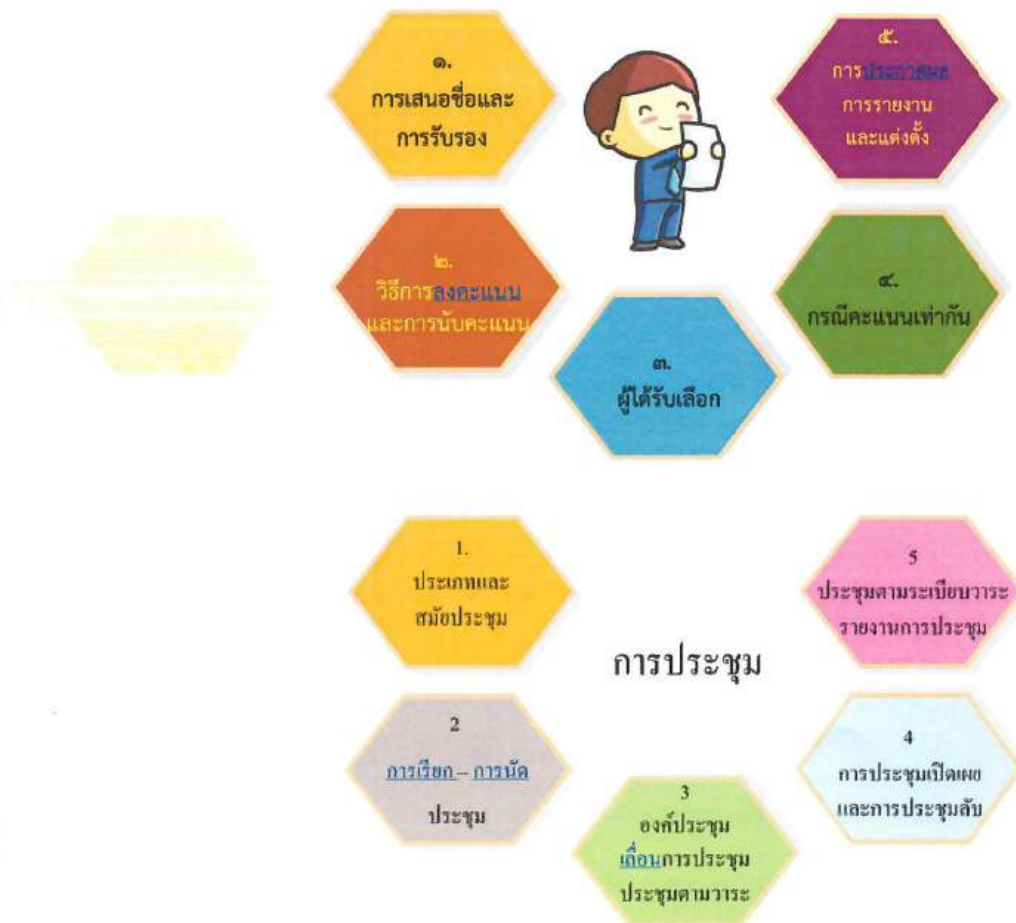 ๑.
การเสนอชื่อและ
การรับรอง
๒.
วิธีการลงคะแนน
และการนับคะแนน
๓.
ผู้ได้รับเลือก
๔.
กรณีคะแนนเท่ากัน
๕.
การประกาศผล
การรายงาน
และแต่งตั้ง
การประชุม
1.
ประเภทและ
สมัยประชุม
2
การเรียก – การนัด
ประชุม
3
องค์ประชุม
เลื่อนการประชุม
ประชุมตามวาระ
4
การประชุมเปิดเผย
และการประชุมลับ
5
ประชุมตามระเบียบวาระ
รายงานการประชุม